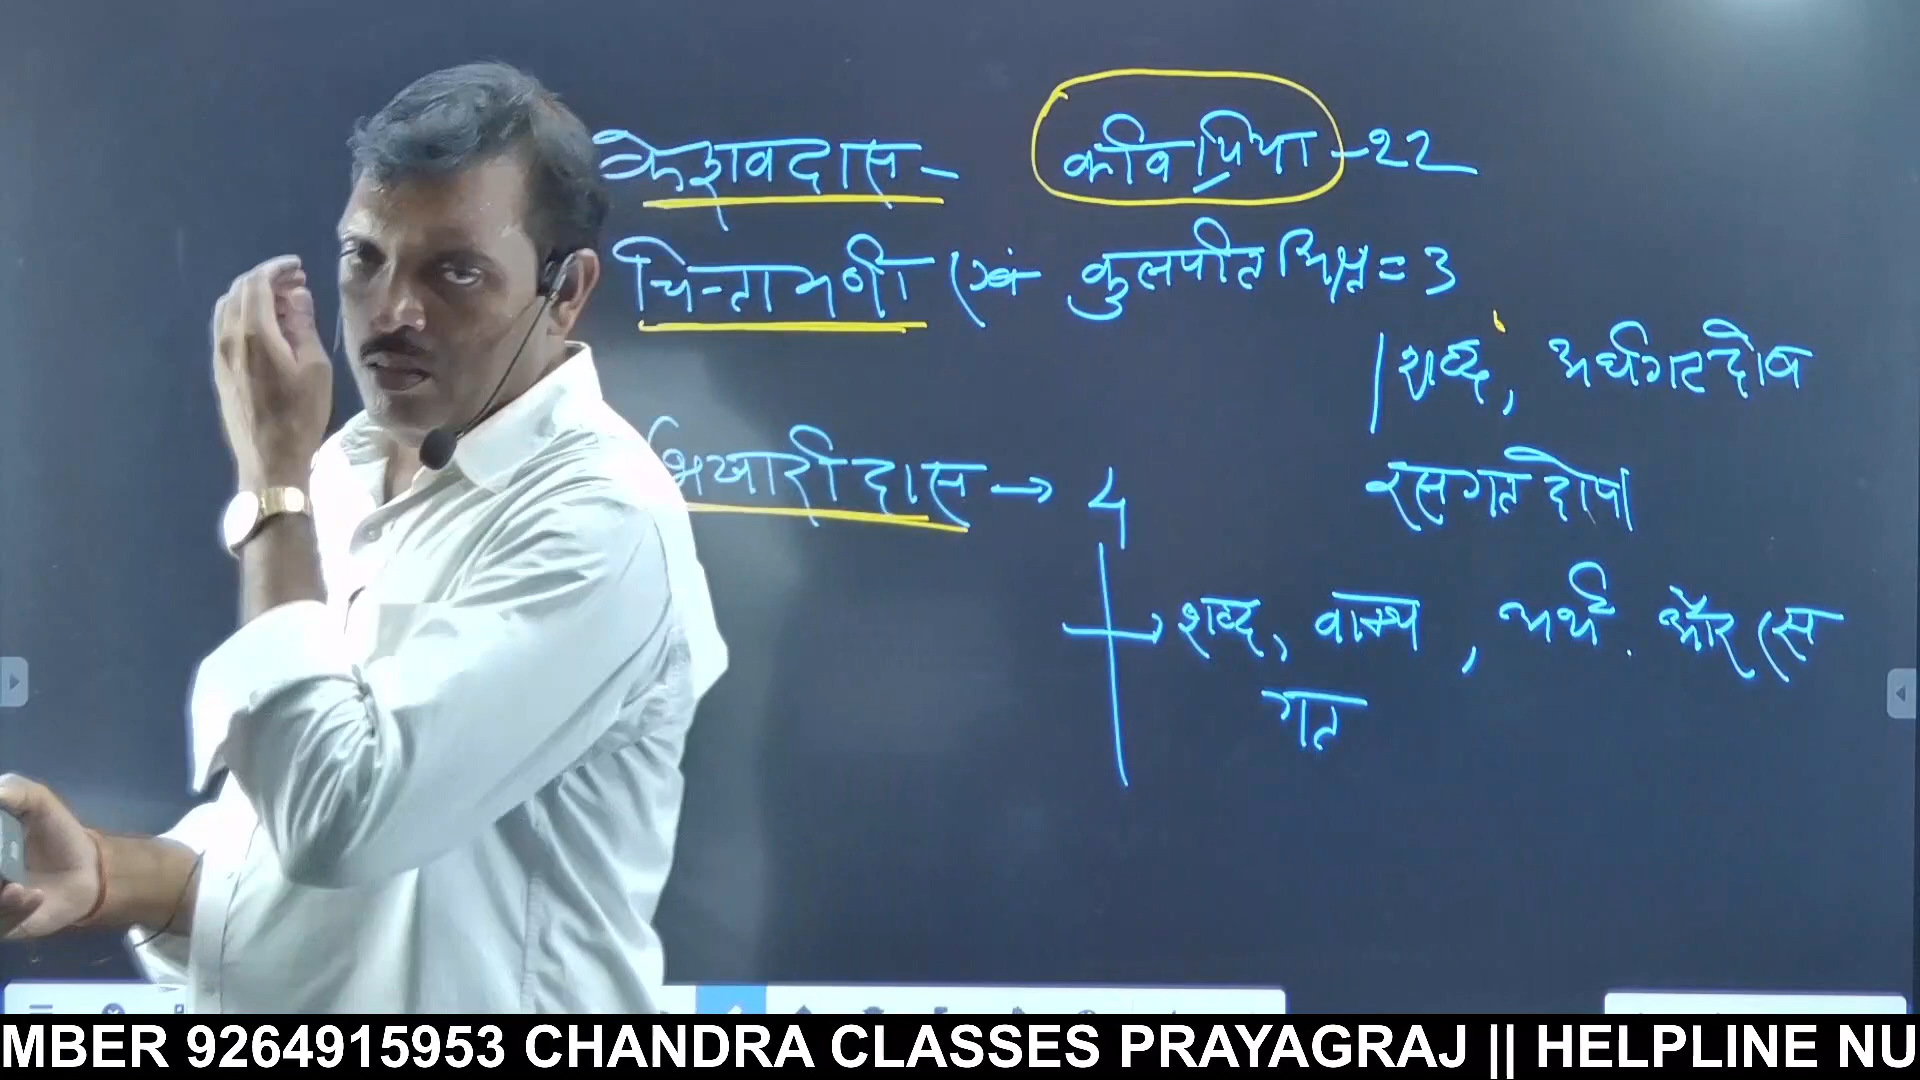 केशवदास - कविप्रिया - 22
चिन्तामणी एवं कुलपति मिश्र = 3
शब्द, अर्थगत दोष
रसगत दोष
भिखारीदास → 4
→ शब्द, वाक्य, अर्थ. और रस
गत
MBER 9264915953 CHANDRA CLASSES PRAYAGRAJ || HELPLINE NU